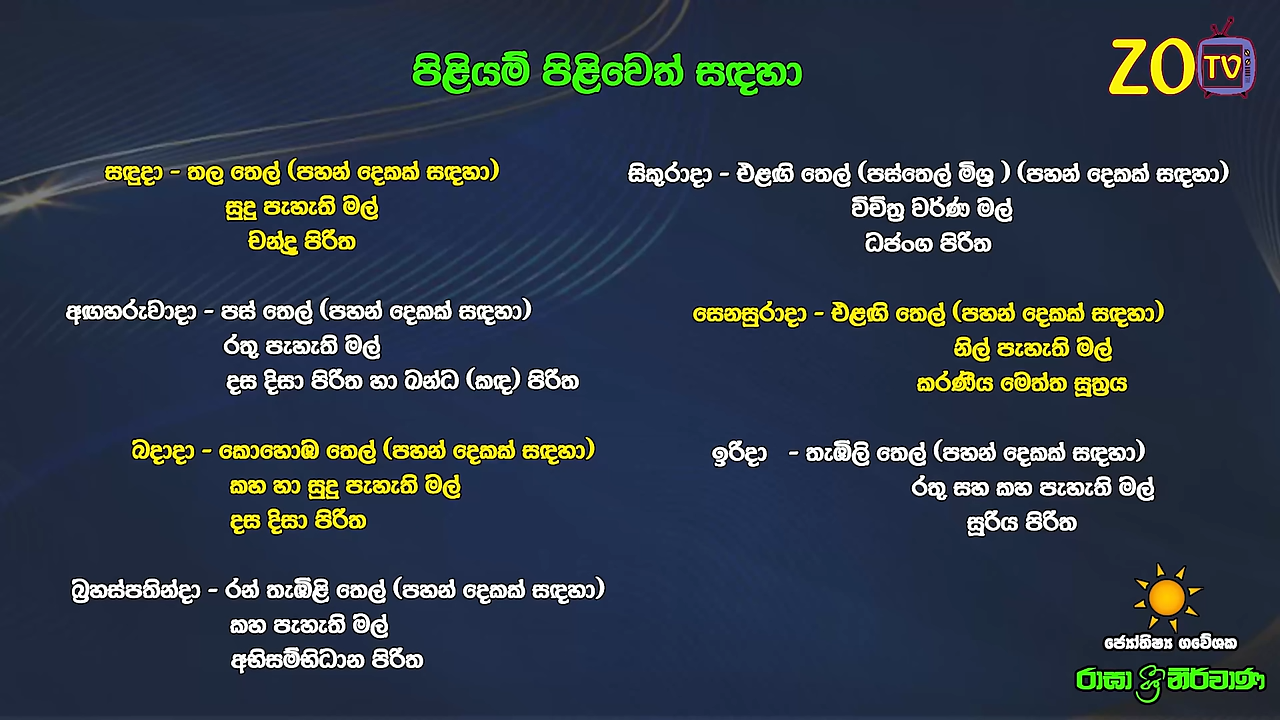 පිළියම් පිළිවෙත් සඳහා
ZO TV
සඳුදා - තල තෙල් (පහන් දෙකක් සඳහා)
සුදු පැහැති මල්
චන්ද්‍ර පිරිත
අඟහරුවාදා - පස් තෙල් (පහන් දෙකක් සඳහා)
රතු පැහැති මල්
දස දිසා පිරිත හා ඛන්ධ (කඳ) පිරිත
බදාදා - කොහොඹ තෙල් (පහන් දෙකක් සඳහා)
කහ හා සුදු පැහැති මල්
දස දිසා පිරිත
බ්‍රහස්පතින්දා - රන් තැඹිළි තෙල් (පහන් දෙකක් සඳහා)
කහ පැහැති මල්
අභිසම්භිධාන පිරිත
සිකුරාදා - එළඟි තෙල් (පස්තෙල් මිශ්‍ර ) (පහන් දෙකක් සඳහා)
විචිත්‍ර වර්ණ මල්
ධජංග පිරිත
සෙනසුරාදා - එළඟි තෙල් (පහන් දෙකක් සඳහා)
නිල් පැහැති මල්
කරණීය මෙත්ත සූත්‍රය
ඉරිදා - තැඹිලි තෙල් (පහන් දෙකක් සඳහා)
රතු සහ කහ පැහැති මල්
සූරිය පිරිත
ජ්‍යෝතිෂ්‍ය ගවේශක
රාඝා ශ්‍රී නිර්වාණ